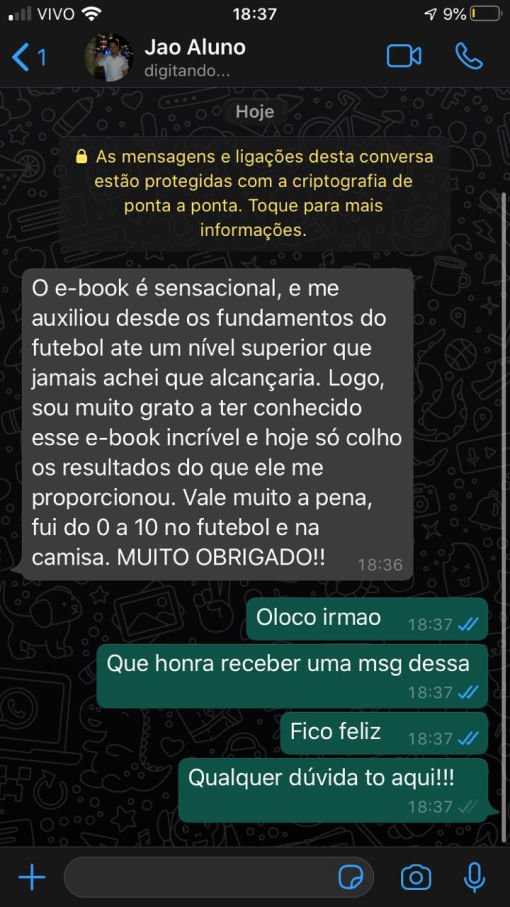 VIVO 18:37 9%
1 Jao Aluno
digitando...
Hoje
As mensagens e ligações desta conversa
estão protegidas com a criptografia de
ponta a ponta. Toque para mais
informações.
O e-book é sensacional, e me
auxiliou desde os fundamentos do
futebol ate um nível superior que
jamais achei que alcançaria. Logo,
sou muito grato a ter conhecido
esse e-book incrível e hoje só colho
os resultados do que ele me
proporcionou. Vale muito a pena,
fui do 0 a 10 no futebol e na
camisa. MUITO OBRIGADO!! 18:36
Oloco irmao 18:37
Que honra receber uma msg dessa
18:37
Fico feliz 18:37
Qualquer dúvida to aqui!!!
18:37